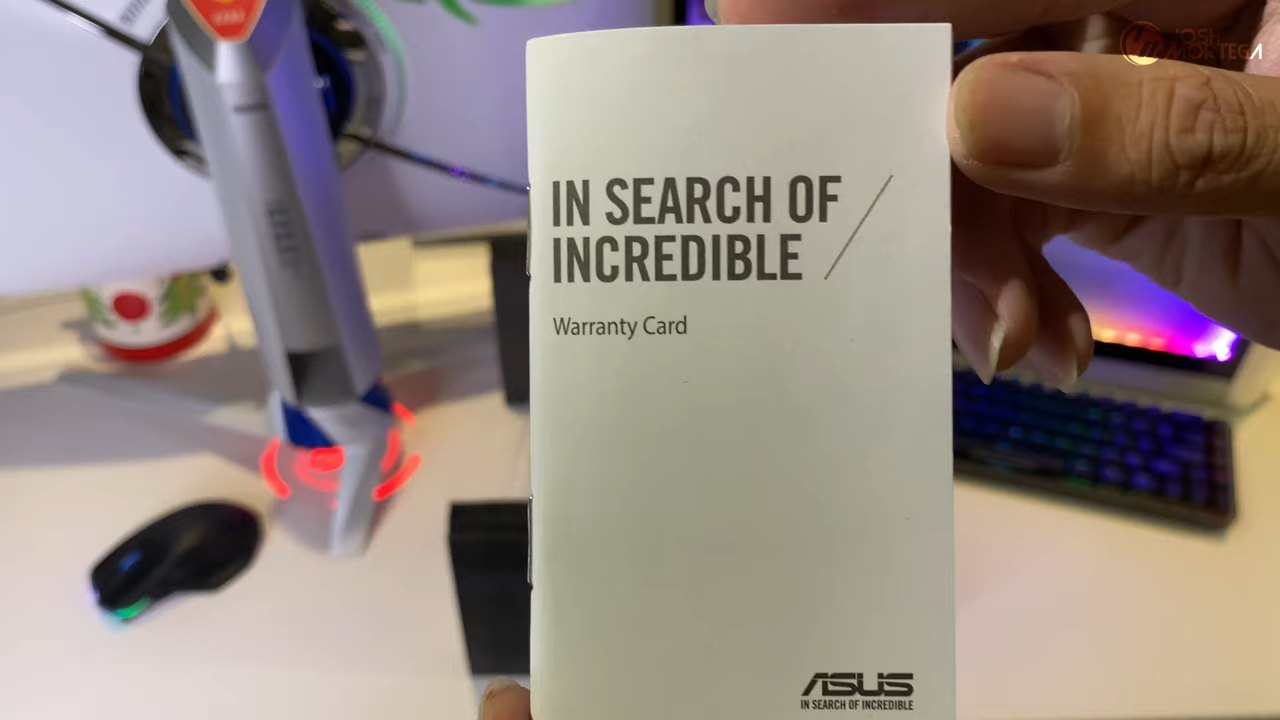 IN SEARCH OF
INCREDIBLE
Warranty Card
ASUS
IN SEARCH OF INCREDIBLE